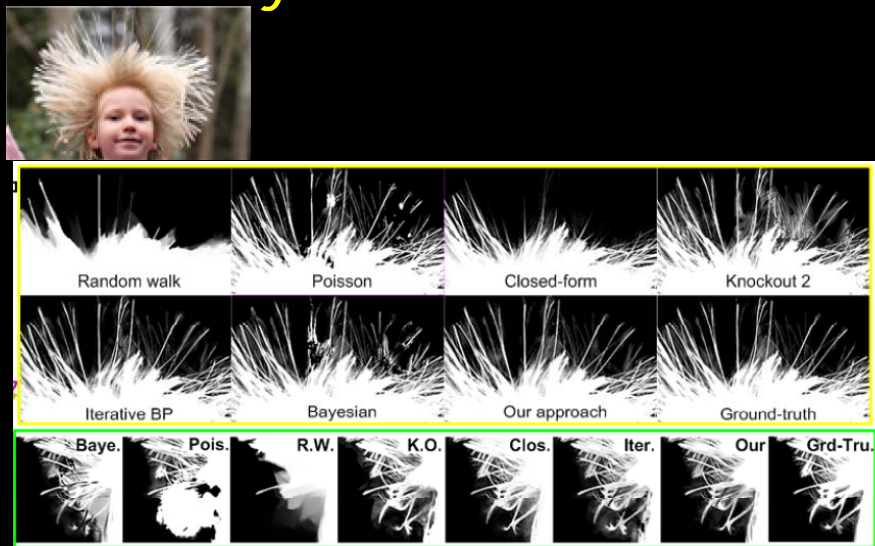 Random walk
Poisson
Closed-form
Knockout 2
Iterative BP
Bayesian
Our approach
Ground-truth
Baye.
Pois.
R.W.
K.O.
Clos.
Iter.
Our
Grd-Tru.